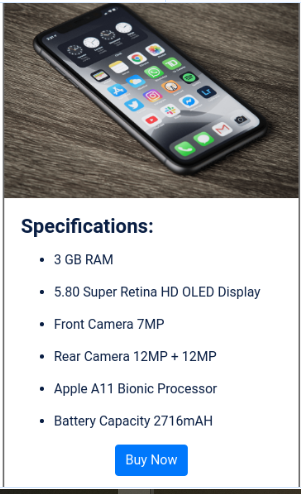 Specifications:
3 GB RAM
5.80 Super Retina HD OLED Display
Front Camera 7MP
Rear Camera 12MP + 12MP
Apple A11 Bionic Processor
Battery Capacity 2716mAH
Buy Now